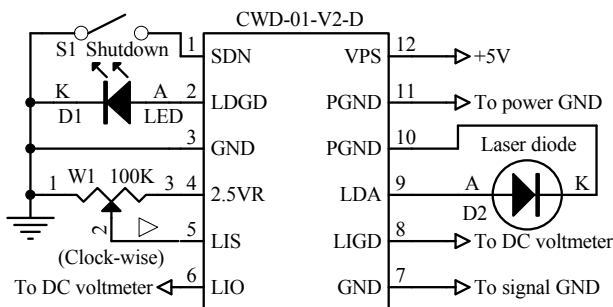 CWD-01-V2-D
S1 Shutdown 1 SDN VPS 12 +5V
K D1 A LED 2 LDGD PGND 11 To power GND
3 GND PGND 10 Laser diode
1 W1 100K 3 4 2.5VR LDA 9 A D2 K
2 (Clock-wise) 5 LIS LIGD 8 To DC voltmeter
To DC voltmeter 6 LIO GND 7 To signal GND